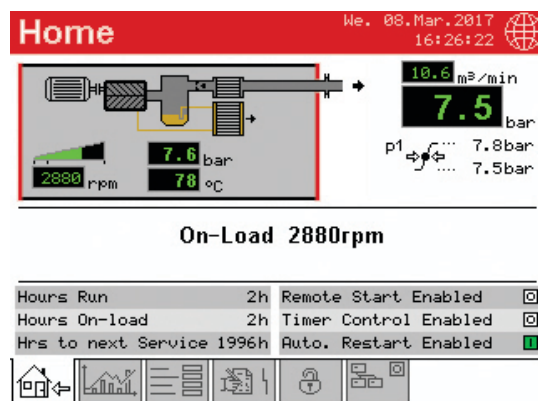 Home
We. 08.Mar.2017
16:26:22
10.6 m³/min
7.5 bar
p1
7.8bar
7.5bar
7.6 bar
2880 rpm
78 °C
On-Load 2880rpm
Hours Run 2h Remote Start Enabled
Hours On-load 2h Timer Control Enabled
Hrs to next Service 1996h Auto. Restart Enabled